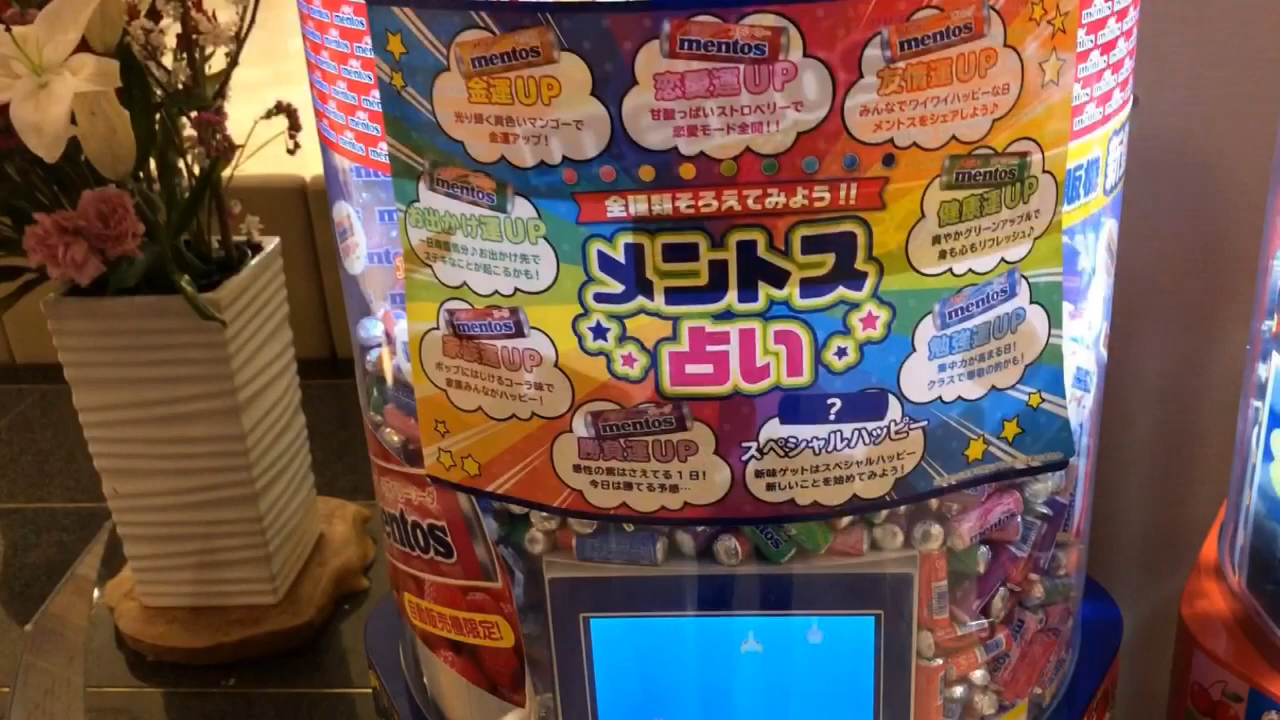 mentos
金運UP
光り輝く黄色いマンゴーで
金運アップ!
mentos
恋愛運UP
甘酸っぱいストロベリーで
恋愛モード全開!!
mentos
友情運UP
みんなでワイワイハッピーな日
メントスをシェアしよう♪
mentos
お出かけ運UP
お出かけ先で
ステキなことが起こるかも!
全種類そろえてみよう!!
メントス
占い
mentos
健康運UP
爽やかグリーンアップルで
身も心もリフレッシュ♪
mentos
家族運UP
ポップにはじけるコーラ味で
家族みんながハッピー!
mentos
勉強運UP
集中力が高まる日!
クラスで尊敬の的かも!
mentos
勝負運UP
感性の素はさえてる1日!
今日は勝てる予感…
?
スペシャルハッピー
新味ゲットはスペシャルハッピー
新しいことを始めてみよう!
entos
自動販売機限定!